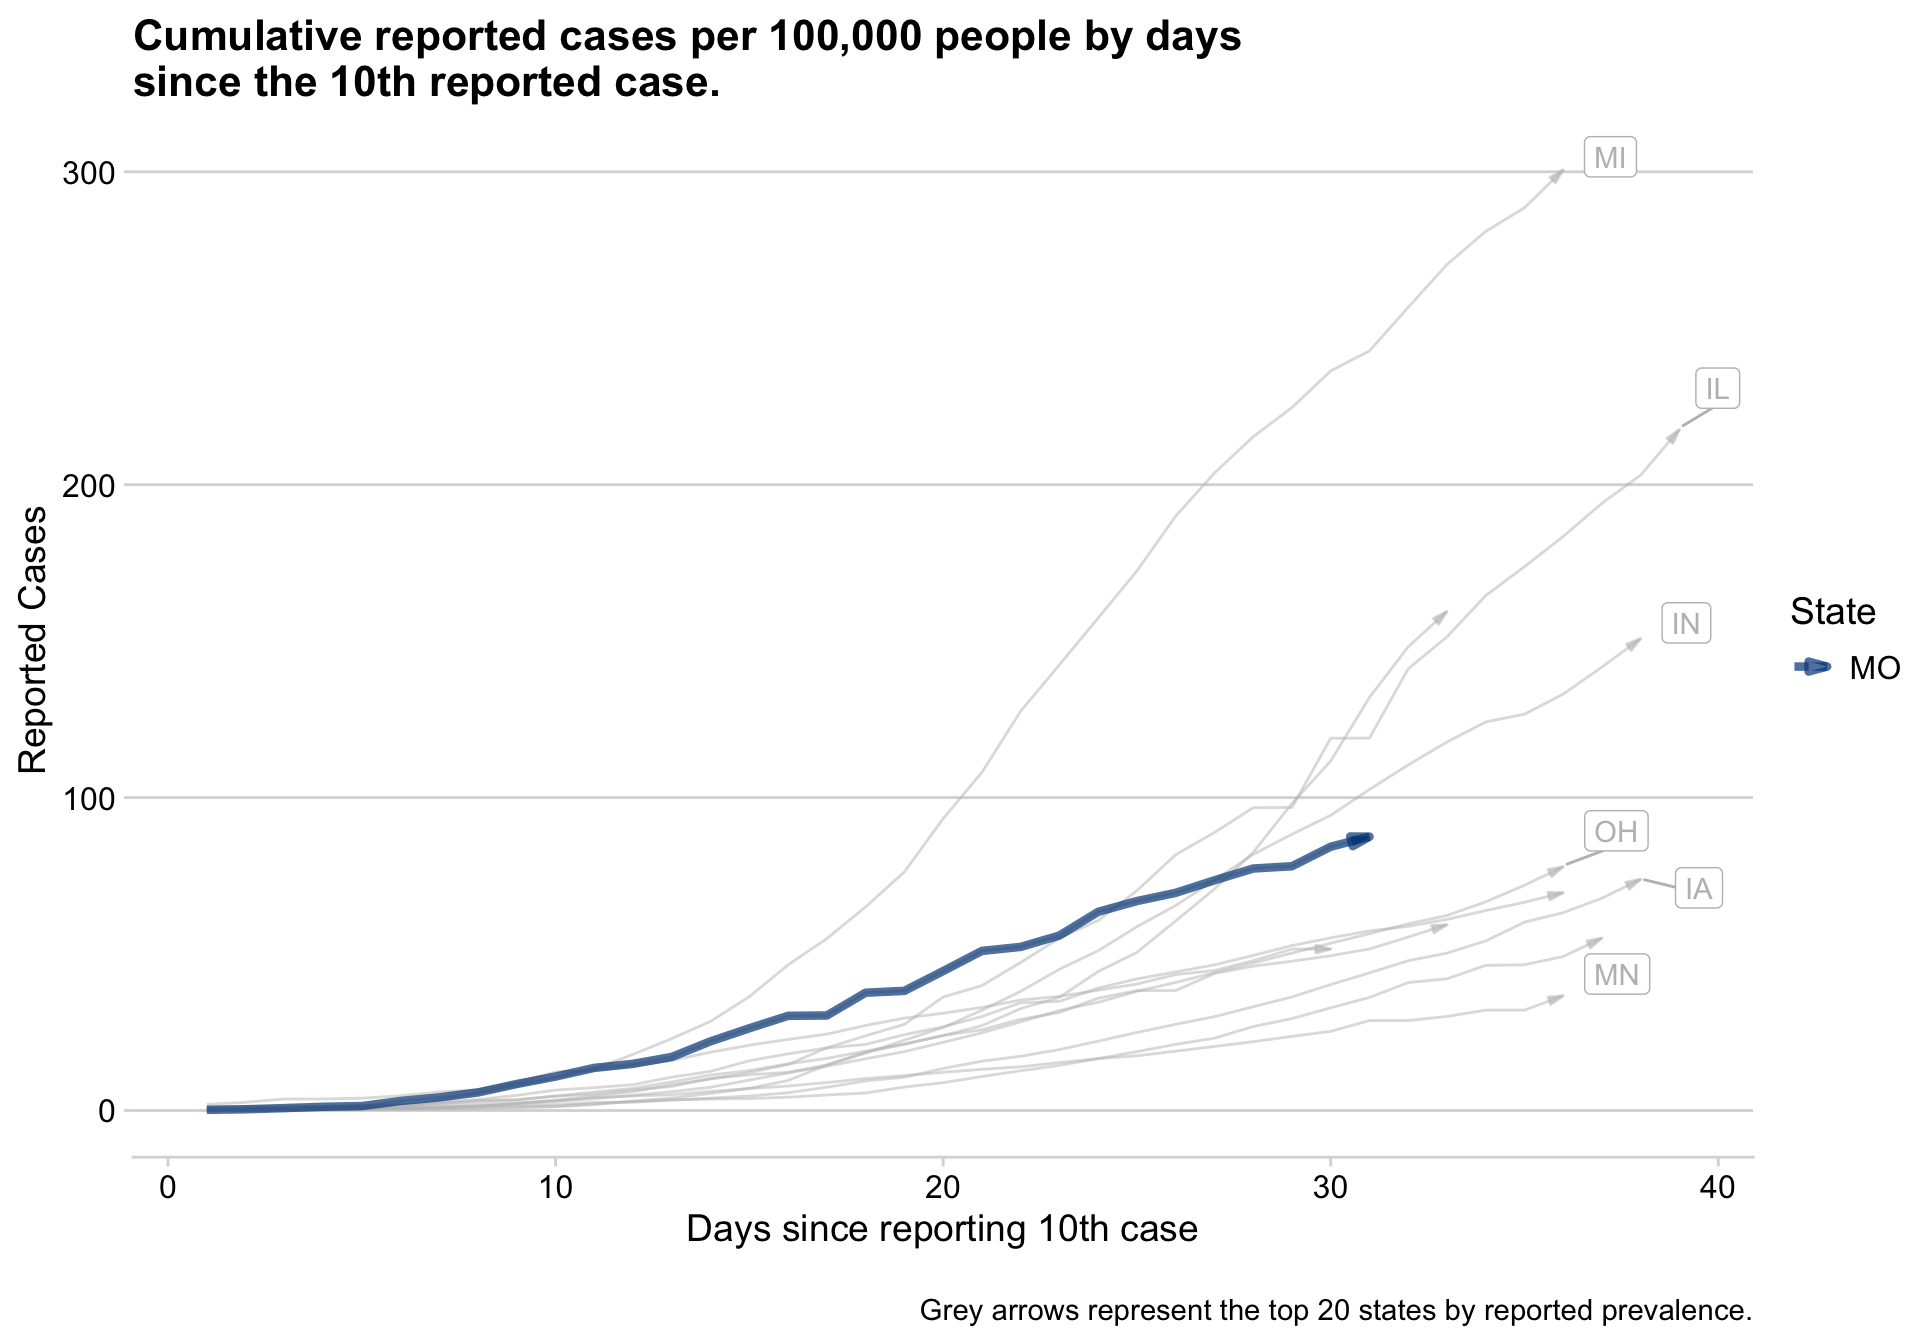 Cumulative reported cases per 100,000 people by days
since the 10th reported case.
300
200
100
0
Reported Cases
MI
IL
IN
OH
IA
MN
State
MO
0
10
20
30
40
Days since reporting 10th case
Grey arrows represent the top 20 states by reported prevalence.